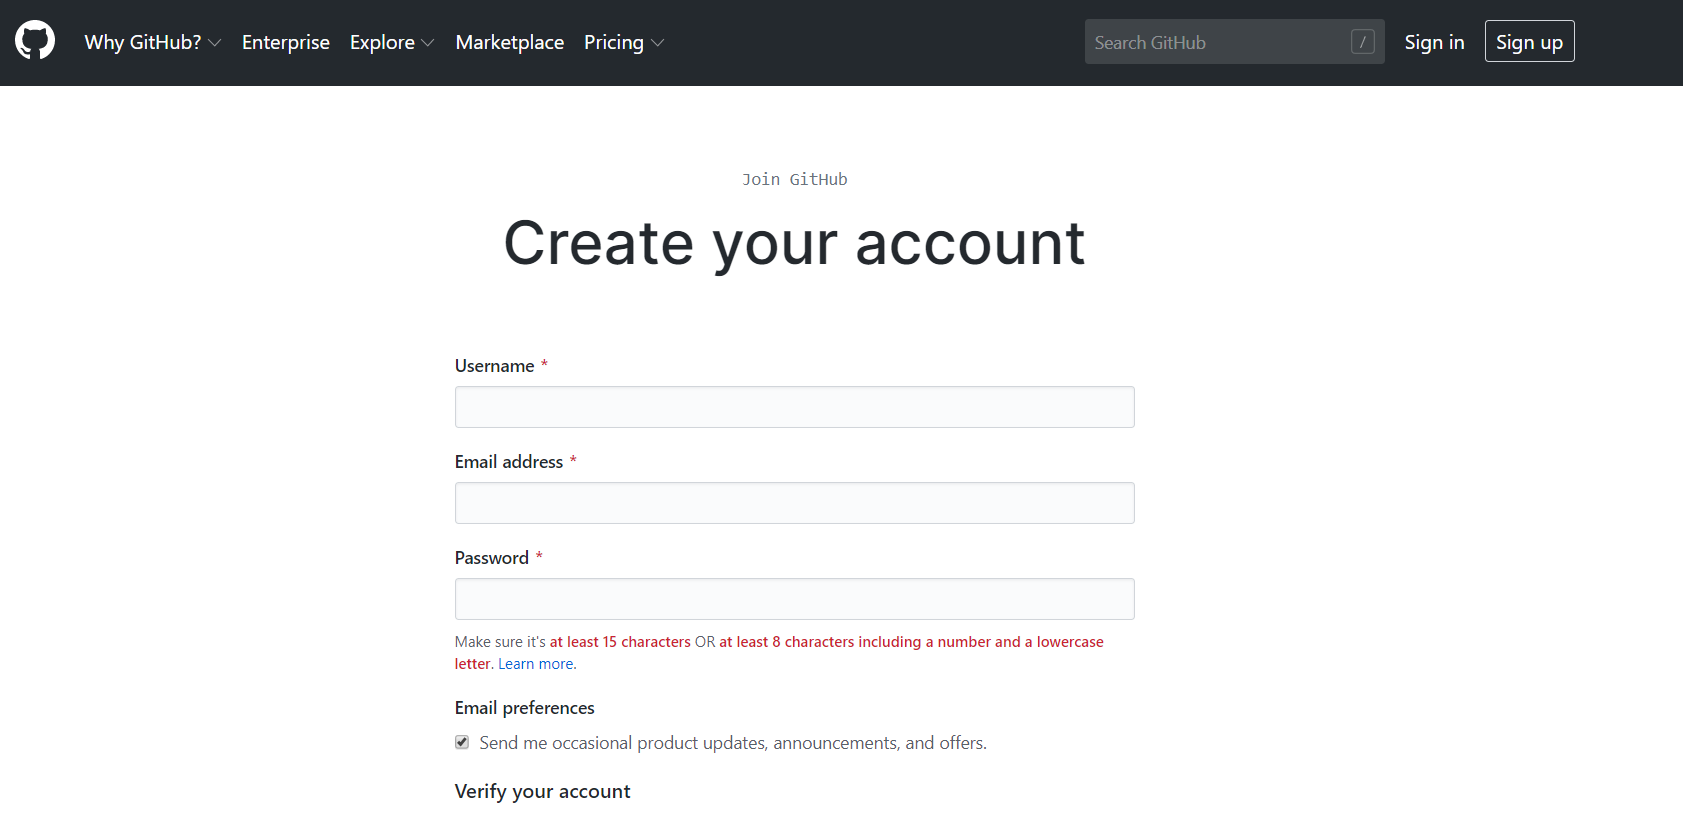 Why GitHub? Enterprise Explore Marketplace Pricing Search GitHub / Sign in Sign up
Join GitHub
Create your account
Username *
Email address *
Password *
Make sure it's at least 15 characters OR at least 8 characters including a number and a lowercase
letter. Learn more.
Email preferences
Send me occasional product updates, announcements, and offers.
Verify your account